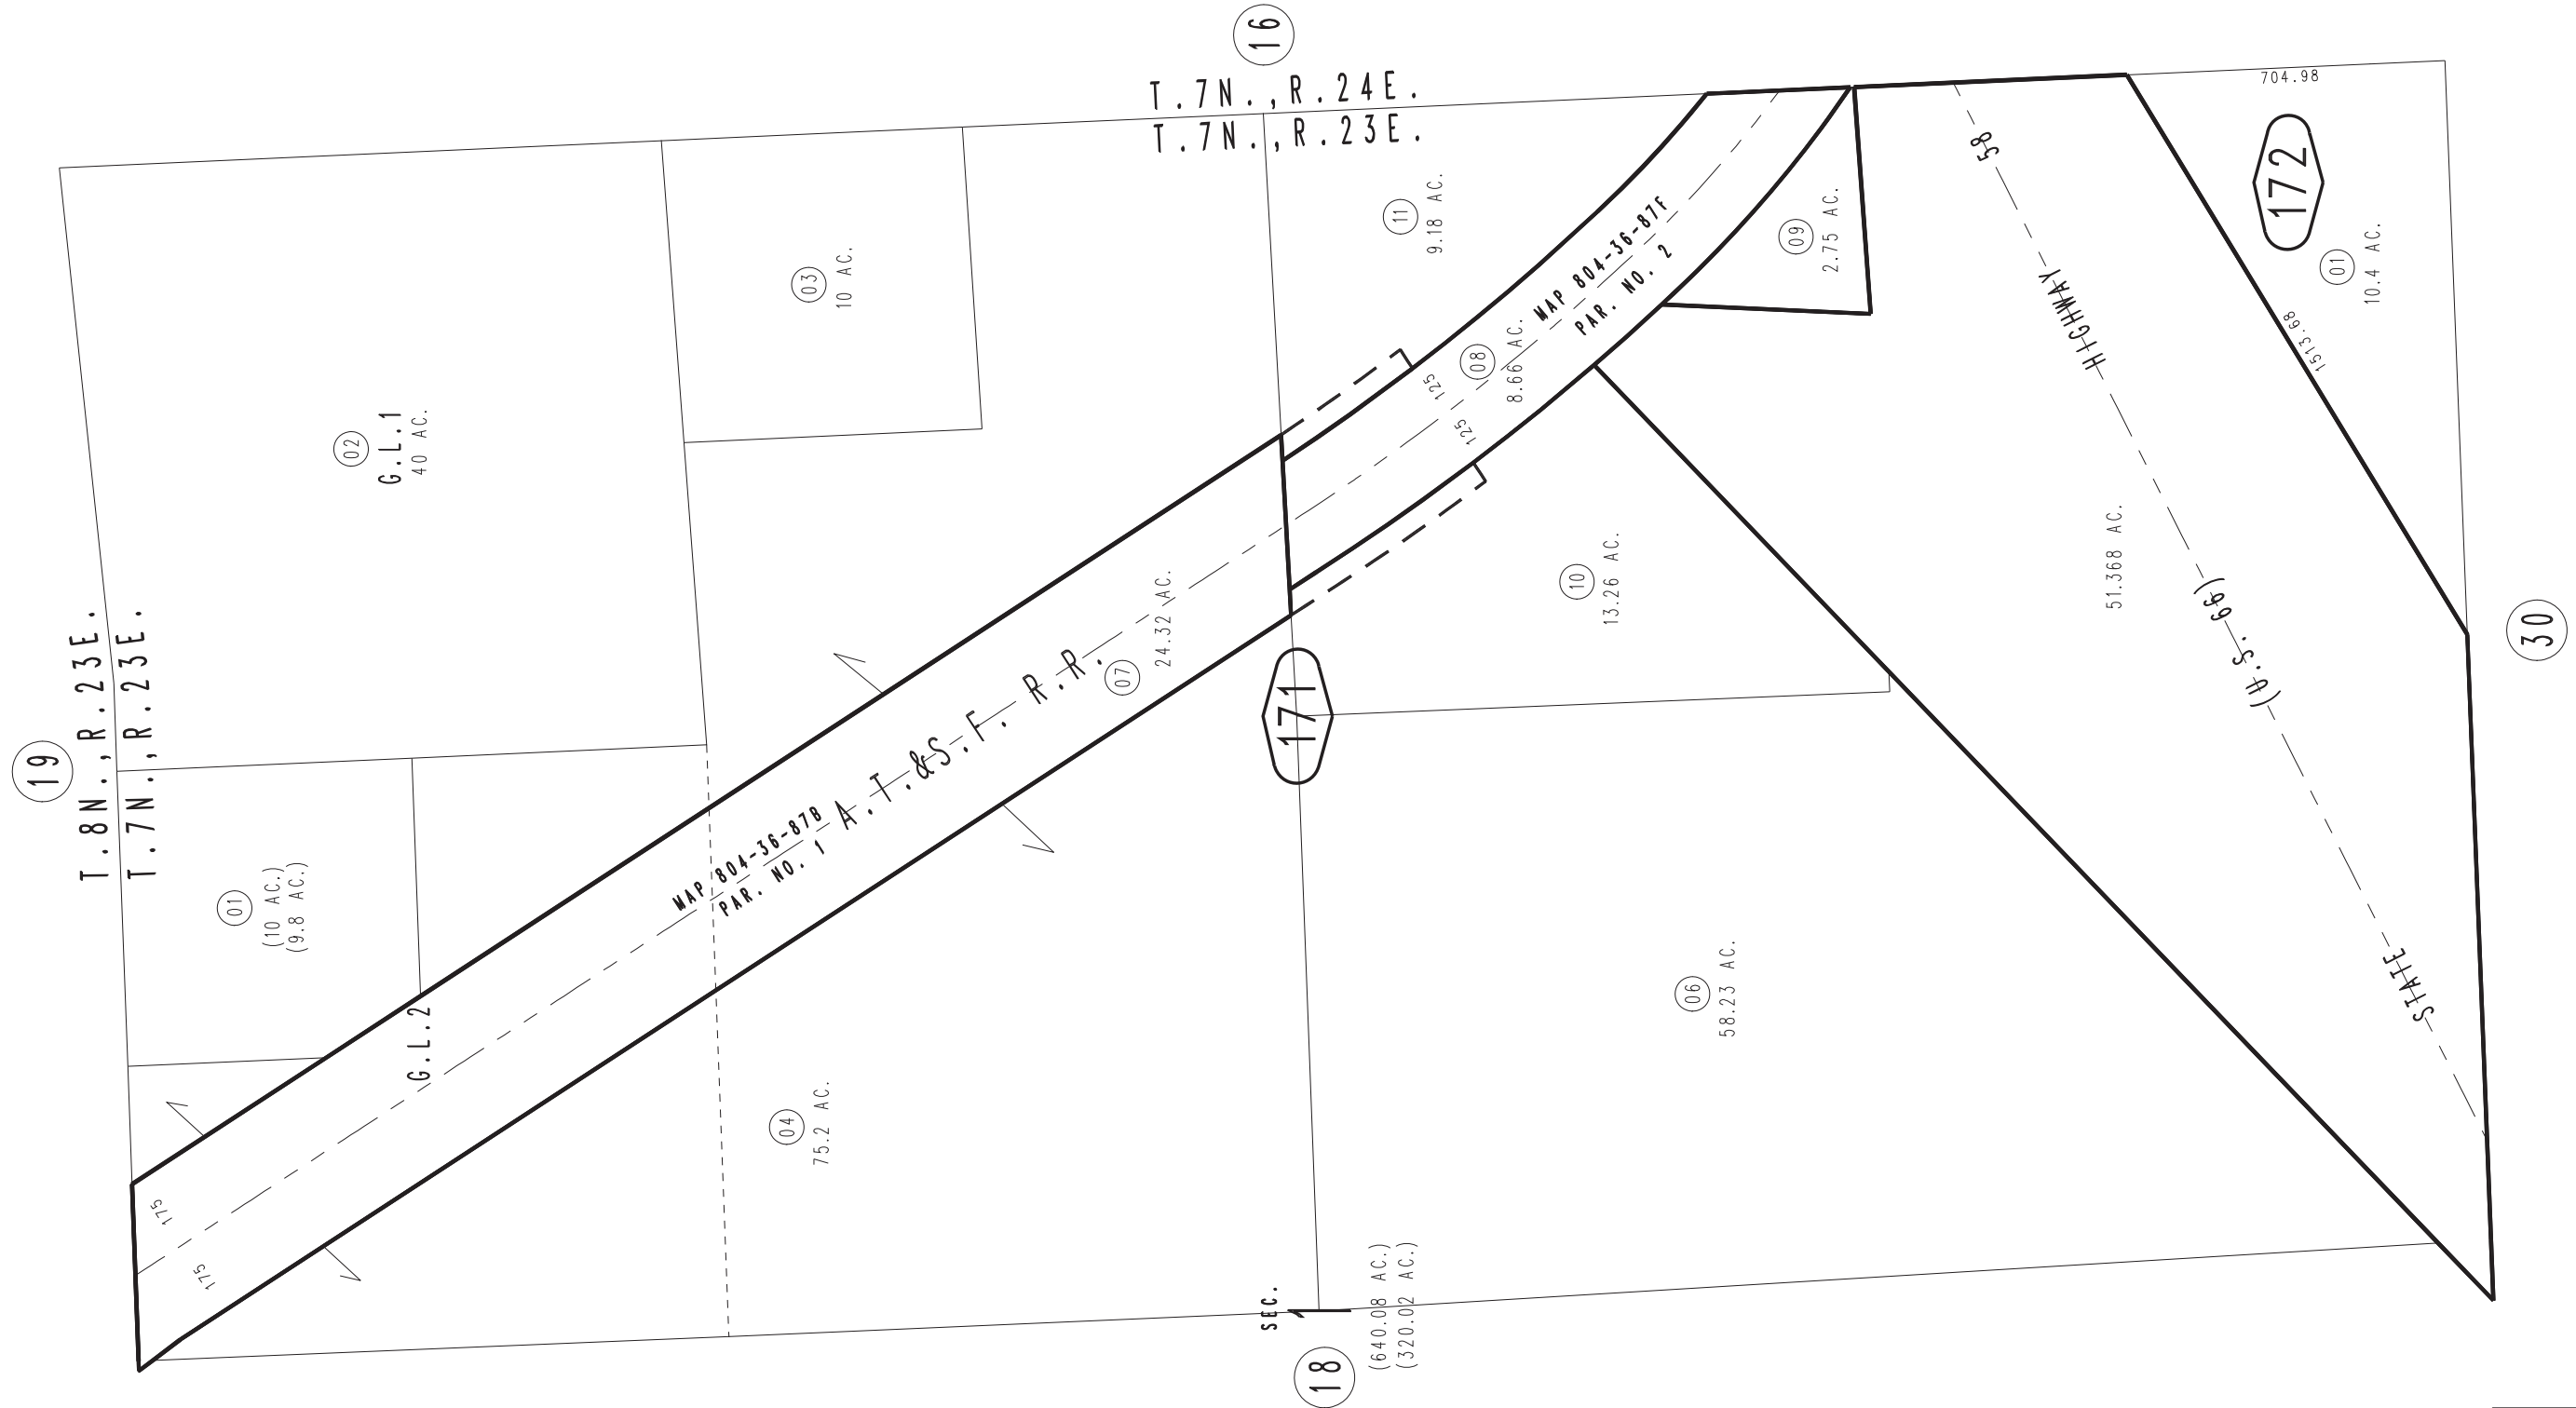 19
T.8N.,R.23E.
T.7N.,R.23E.
16
T.7N.,R.24E.
T.7N.,R.23E.
02
G.L.1
40 AC.
03
10 AC.
01
(10 AC.)
(9.8 AC.)
G.L.2
175
175
MAP 804-36-87B
PAR. NO. 1
A.T.&S.F. R.R.
07
24.32 AC.
04
75.2 AC.
171
11
9.18 AC.
MAP 804-36-87F
PAR. NO. 2
08
8.66 AC.
125
125
09
2.75 AC.
10
13.26 AC.
06
58.23 AC.
51.368 AC.
STATE HIGHWAY 58
(U.S. 66)
704.98
172
01
10.4 AC.
1513.68
30
SEC.
1
18
(640.08 AC.)
(320.02 AC.)